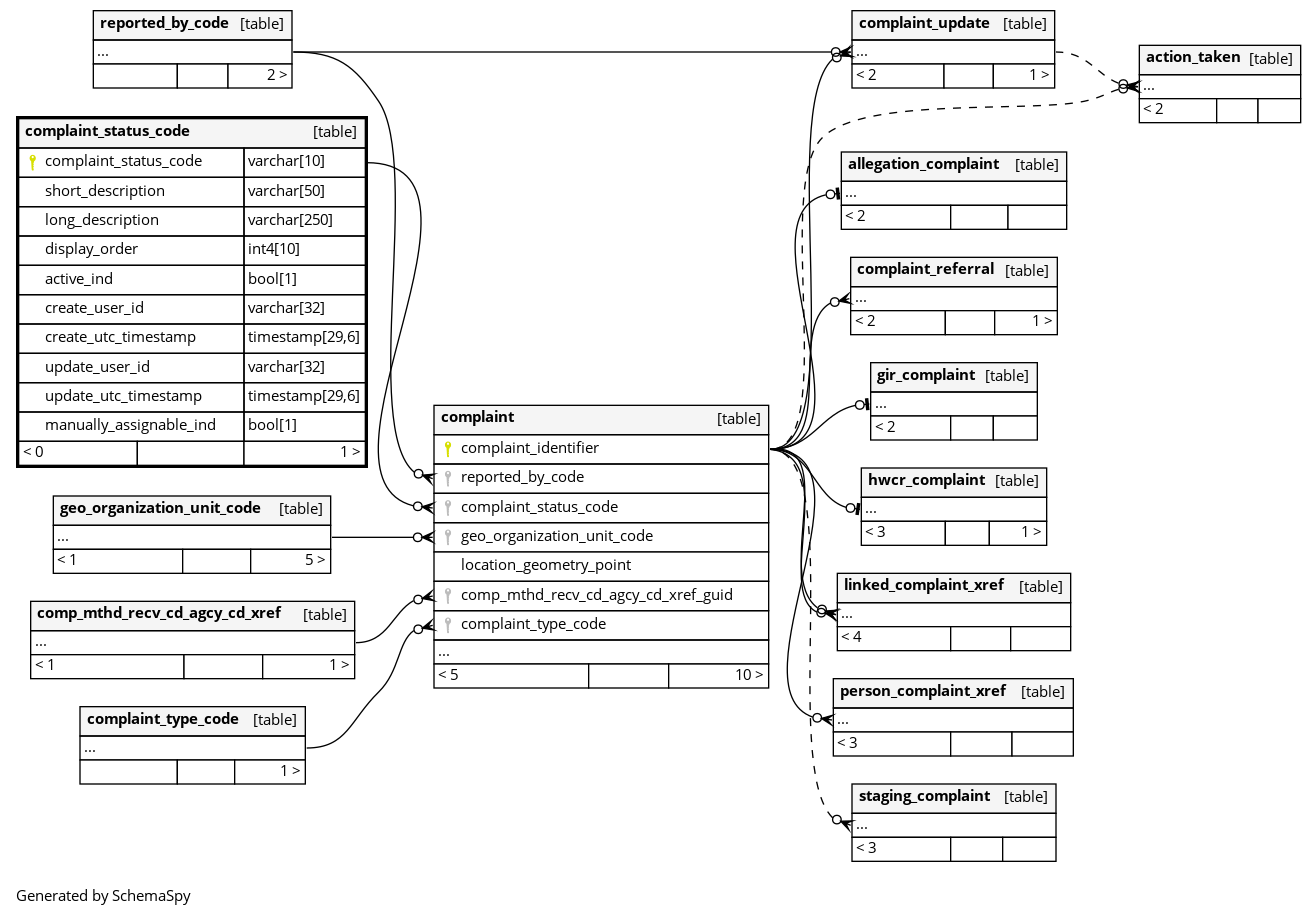 reported_by_code [table]
...
2 >
complaint_status_code [table]
complaint_status_code varchar[10]
short_description varchar[50]
long_description varchar[250]
display_order int4[10]
active_ind bool[1]
create_user_id varchar[32]
create_utc_timestamp timestamp[29,6]
update_user_id varchar[32]
update_utc_timestamp timestamp[29,6]
manually_assignable_ind bool[1]
< 0 1 >
geo_organization_unit_code [table]
...
< 1 5 >
comp_mthd_recv_cd_agcy_cd_xref [table]
...
< 1 1 >
complaint_type_code [table]
...
1 >
complaint [table]
complaint_identifier
reported_by_code
complaint_status_code
geo_organization_unit_code
location_geometry_point
comp_mthd_recv_cd_agcy_cd_xref_guid
complaint_type_code
...
< 5 10 >
complaint_update [table]
...
< 2 1 >
action_taken [table]
...
< 2
allegation_complaint [table]
...
< 2
complaint_referral [table]
...
< 2 1 >
gir_complaint [table]
...
< 2
hwcr_complaint [table]
...
< 3 1 >
linked_complaint_xref [table]
...
< 4
person_complaint_xref [table]
...
< 3
staging_complaint [table]
...
< 3
Generated by SchemaSpy